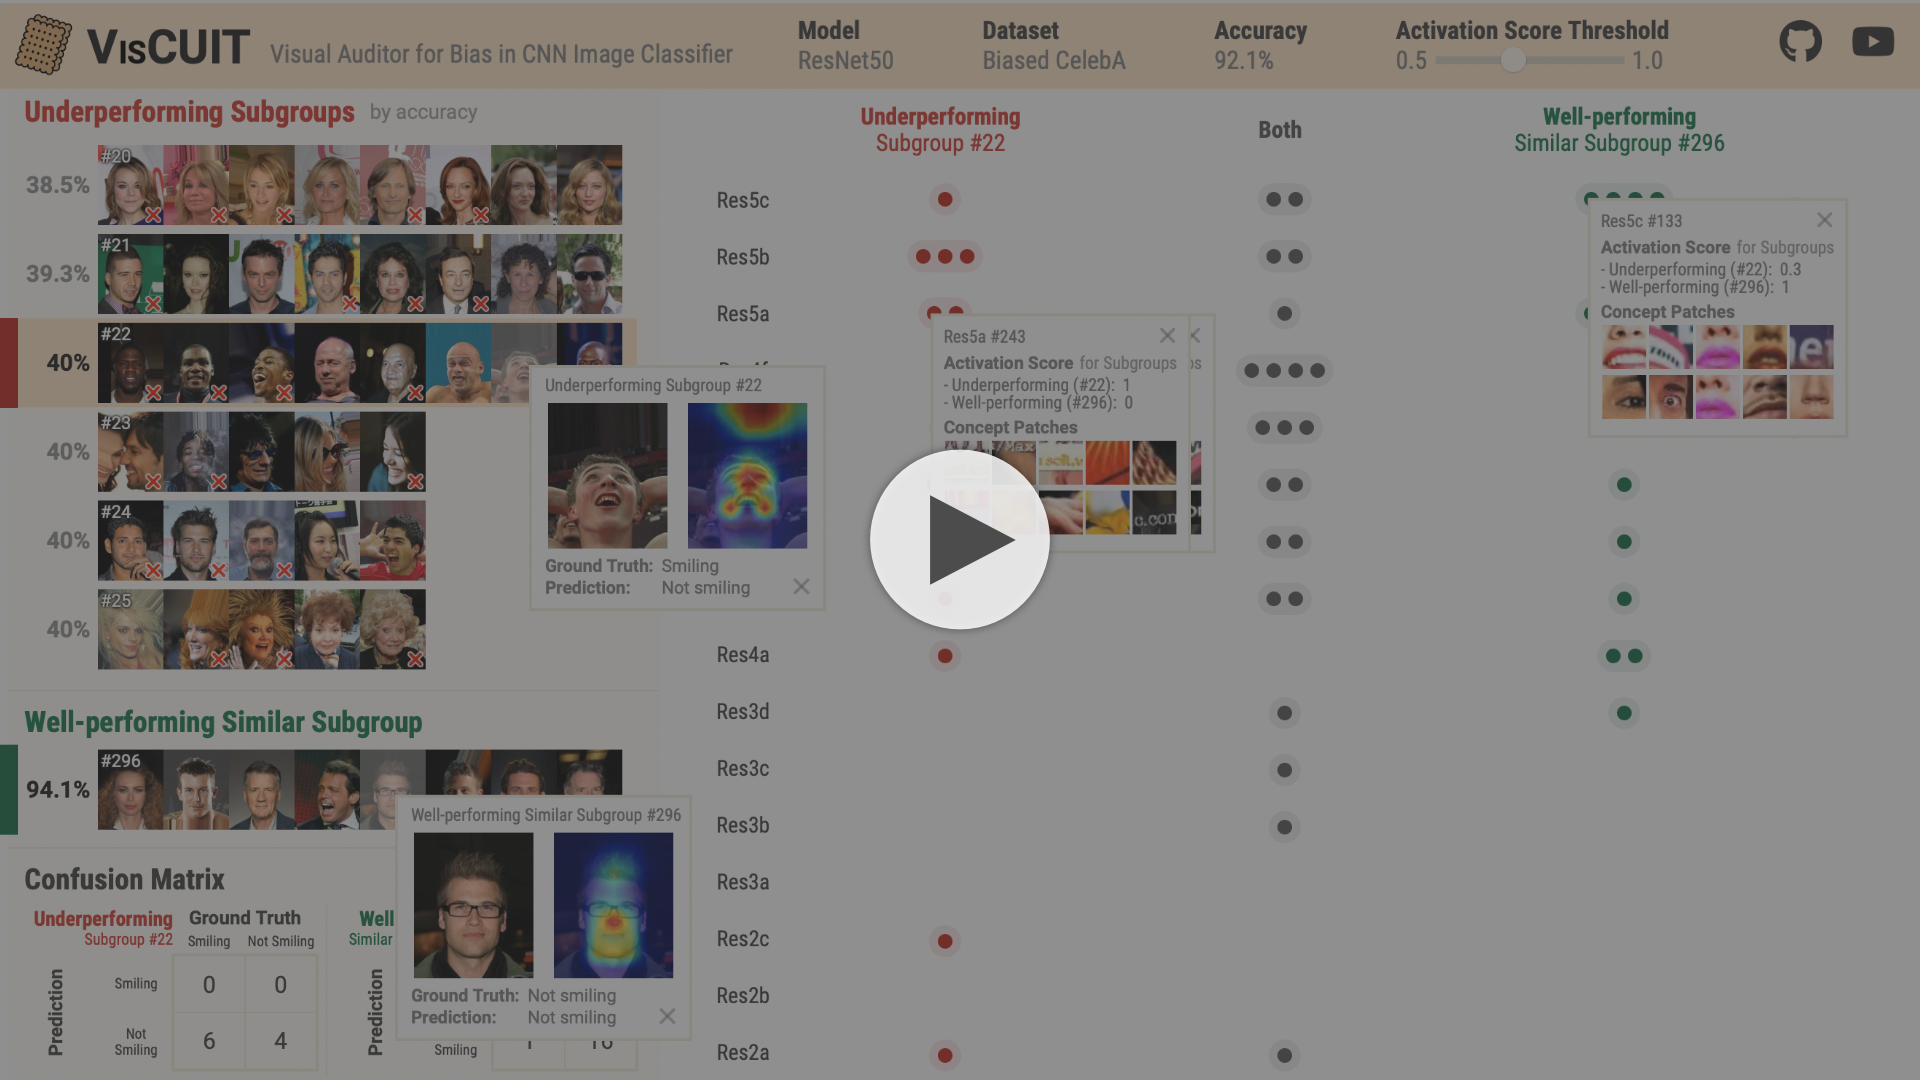 VISCUIT
Visual Auditor for Bias in CNN Image Classifier
Model
ResNet50
Dataset
Biased CelebA
Accuracy
92.1%
Activation Score Threshold
0.5
1.0
Underperforming Subgroups by accuracy
38.5%
#20
39.3%
#21
40%
#22
40%
#23
40%
#24
40%
#25
Well-performing Similar Subgroup
94.1%
#296
Confusion Matrix
Underperforming
Subgroup #22
Ground Truth
Smiling
Not Smiling
Prediction
Smiling
0
0
Not
Smiling
6
4
Well
Similar
Prediction
Smiling
Underperforming Subgroup #22
Ground Truth: Smiling
Prediction: Not smiling
Well-performing Similar Subgroup #296
Ground Truth: Not smiling
Prediction: Not smiling
Underperforming
Subgroup #22
Both
Well-performing
Similar Subgroup #296
Res5c
Res5b
Res5a
Res4a
Res3d
Res3c
Res3b
Res3a
Res2c
Res2b
Res2a
Res5a #243
Activation Score for Subgroups
- Underperforming (#22): 1
- Well-performing (#296): 0
Concept Patches
Res5c #133
Activation Score for Subgroups
- Underperforming (#22): 0.3
- Well-performing (#296): 1
Concept Patches